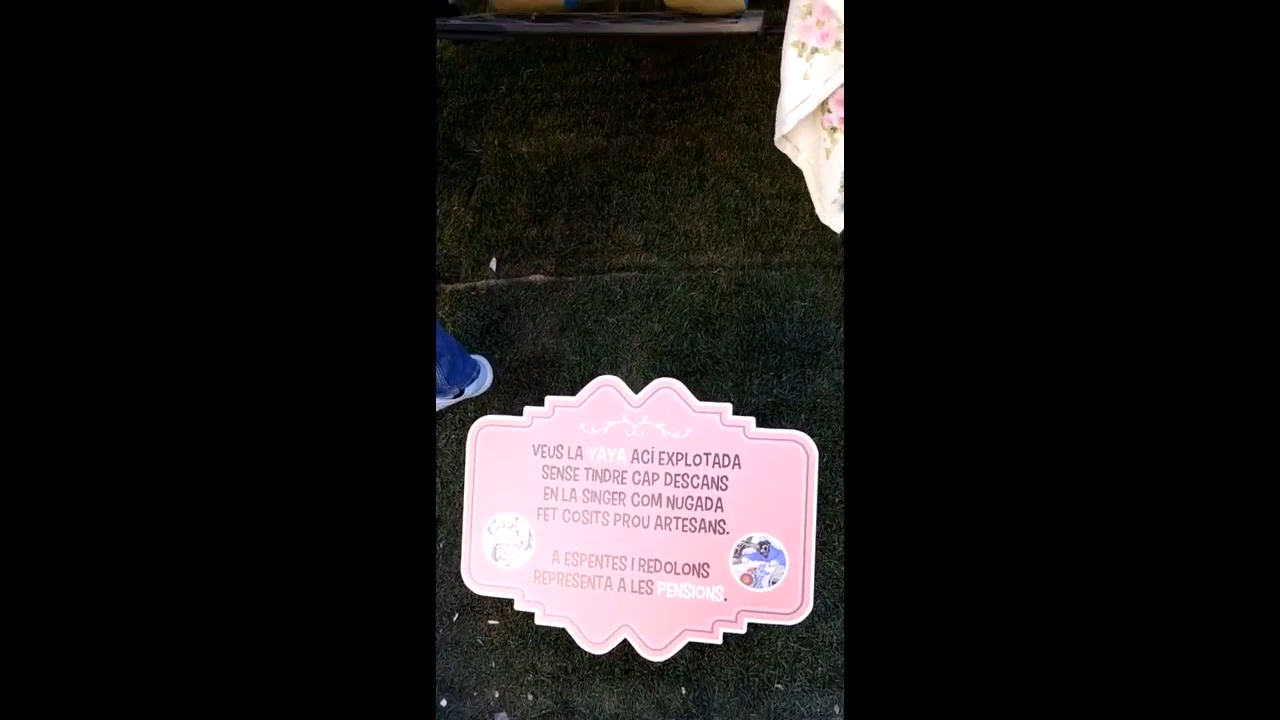 VEUS LA YAYA ACÍ EXPLOTADA
SENSE TINDRE CAP DESCANS
EN LA SINGER COM NUGADA
FET COSITS PROU ARTESANS.
A ESPENTES I REDOLONS
REPRESENTA A LES PENSIONS.